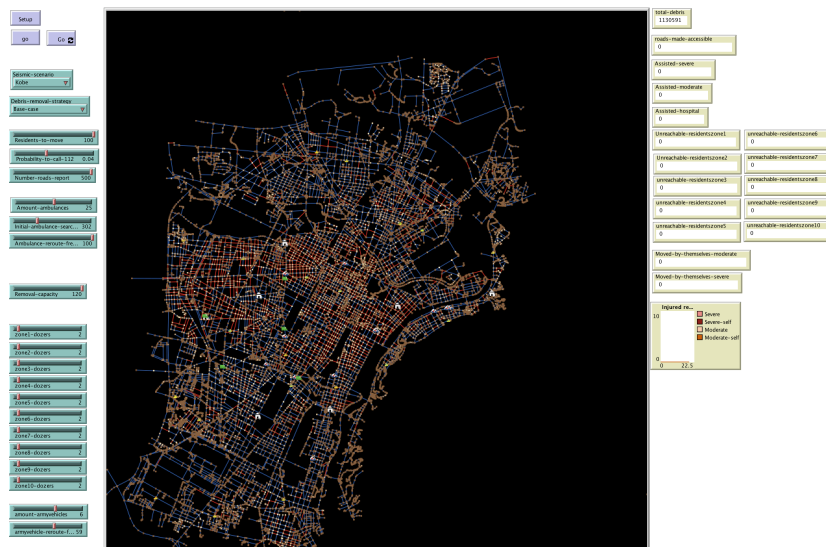 Setup
go
Go
Seismic-scenario
Kobe
Debris-removal-strategy
Base-case
Residents-to-move 100
Probability-to-call-112 0.04
Number-roads-report 500
Amount-ambulances 25
Initial-ambulance-searc... 302
Ambulance-reroute-fre... 100
Removal-capacity 120
zone1-dozers 2
zone2-dozers 2
zone3-dozers 2
zone4-dozers 2
zone5-dozers 2
zone6-dozers 2
zone7-dozers 2
zone8-dozers 2
zone9-dozers 2
zone10-dozers 2
amount-armyvehicles 6
armyvehicle-reroute-f... 59
total-debris
1130591
roads-made-accessible
0
Assisted-severe
0
Assisted-moderate
0
Assisted-hospital
0
Unreachable-residentszone1
0
Unreachable-residentszone2
0
unreachable-residentszone3
0
unreachable-residentszone4
0
unreachable-residentszone5
0
unreachable-residentszone6
0
unreachable-residentszone7
0
unreachable-residentszone8
0
unreachable-residentszone9
0
unreachable-residentszone10
0
Moved-by-themselves-moderate
0
Moved-by-themselves-severe
0
Injured re...
10
0
0 22.5
Severe
Severe-self
Moderate
Moderate-self